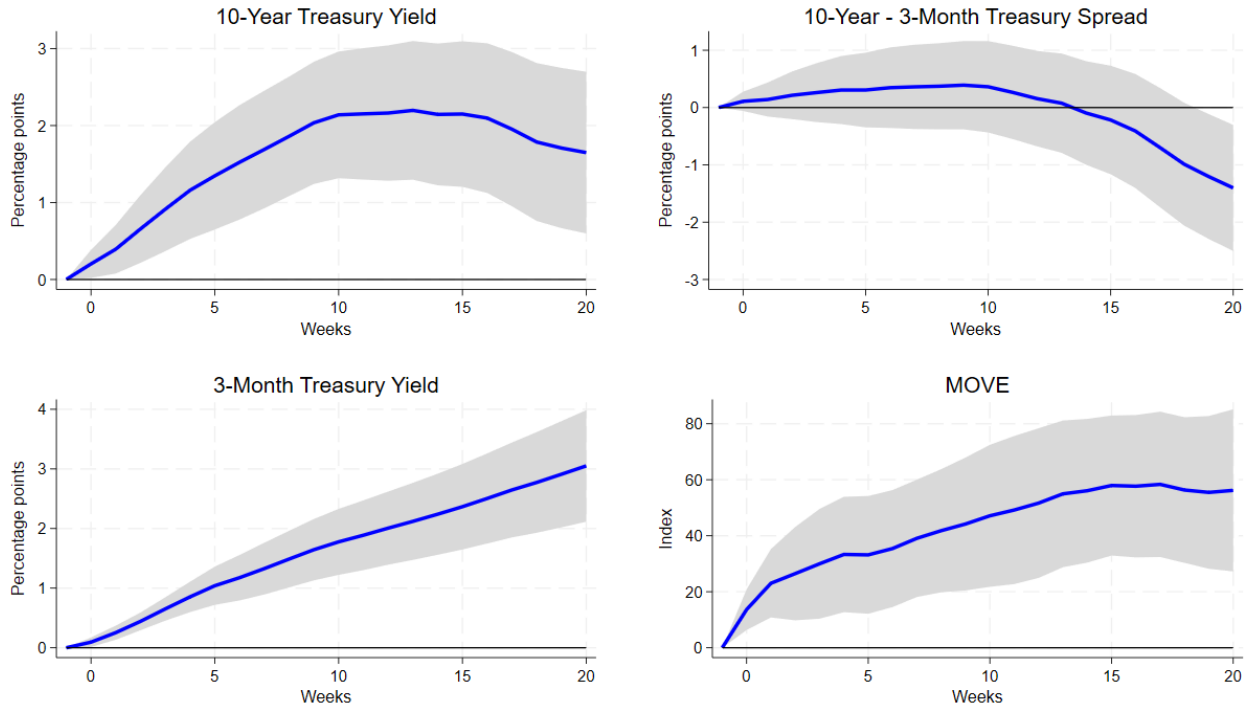 10-Year Treasury Yield
Percentage points
3
2
1
0
0 5 10 15 20
Weeks
10-Year - 3-Month Treasury Spread
Percentage points
1
0
-1
-2
-3
0 5 10 15 20
Weeks
3-Month Treasury Yield
Percentage points
4
3
2
1
0
0 5 10 15 20
Weeks
MOVE
Index
80
60
40
20
0
0 5 10 15 20
Weeks